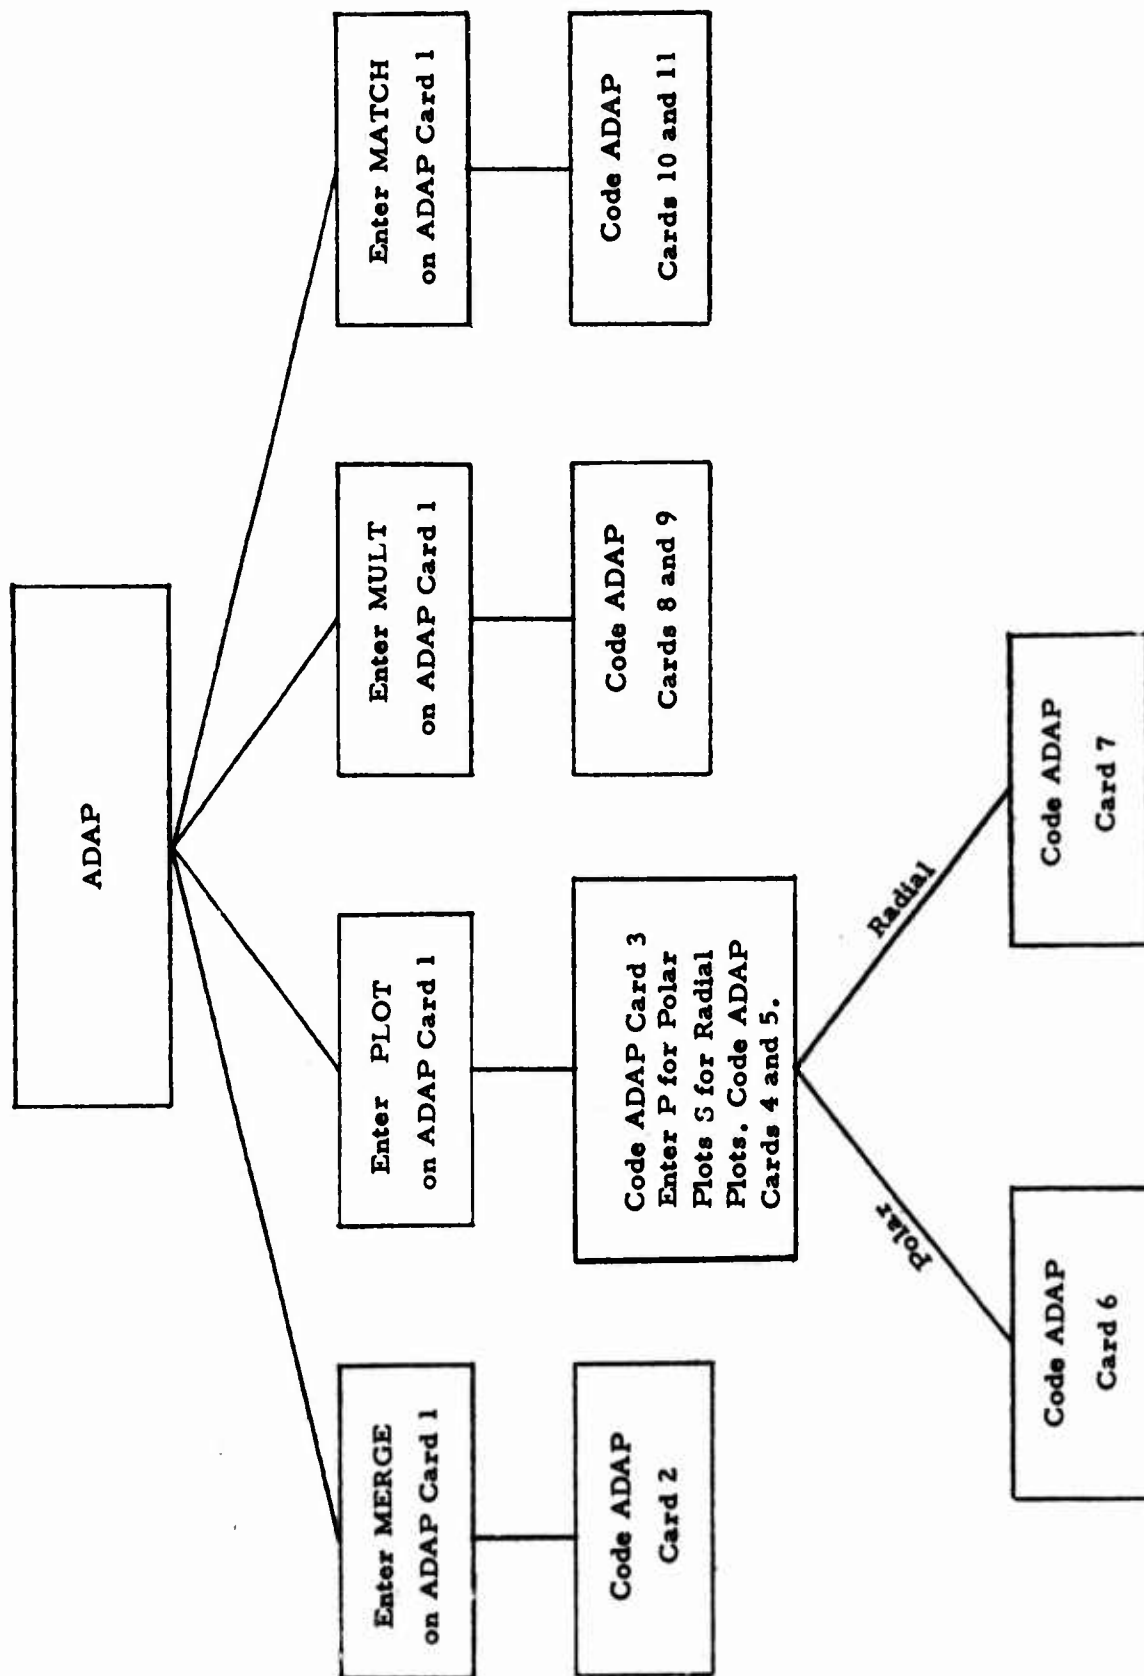 ADAP
Enter MERGE
on ADAP Card 1
Enter PLOT
on ADAP Card 1
Enter MULT
on ADAP Card 1
Enter MATCH
on ADAP Card 1
Code ADAP
Card 2
Code ADAP Card 3
Enter P for Polar
Plots S for Radial
Plots. Code ADAP
Cards 4 and 5.
Code ADAP
Cards 8 and 9
Code ADAP
Cards 10 and 11
Polar
Radial
Code ADAP
Card 6
Code ADAP
Card 7